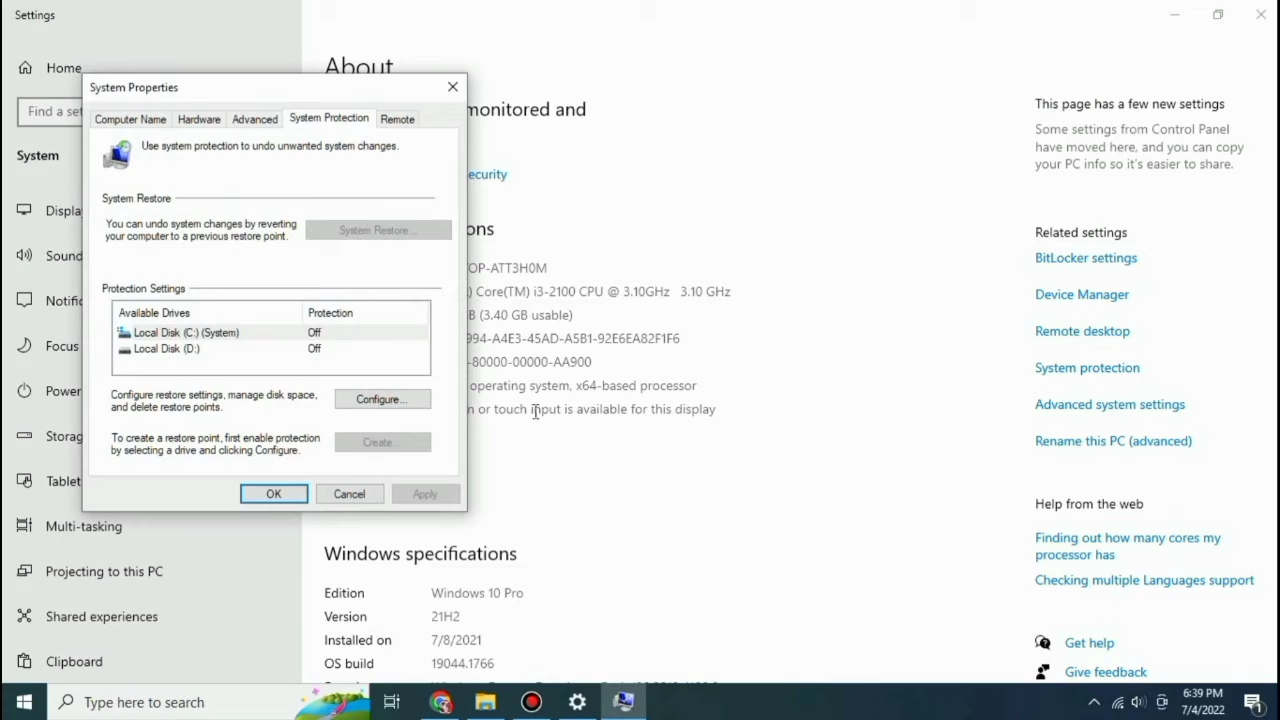 Settings
Home
Find a set
System
Display
Sound
Notific
Focus
Power
Storag
Tablet
Multi-tasking
Projecting to this PC
Shared experiences
Clipboard
System Properties
Computer Name
Hardware
Advanced
System Protection
Remote
Use system protection to undo unwanted system changes.
System Restore
You can undo system changes by reverting
your computer to a previous restore point.
System Restore...
Protection Settings
Available Drives Protection
Local Disk (C:) (System) Off
Local Disk (D:) Off
Configure restore settings, manage disk space,
and delete restore points.
Configure...
To create a restore point, first enable protection
by selecting a drive and clicking Configure.
Create...
OK
Cancel
Apply
About
monitored and
ecurity
ons
OP-ATT3H0M
) Core(TM) i3-2100 CPU @ 3.10GHz 3.10 GHz
B (3.40 GB usable)
994-A4E3-45AD-A5B1-92E6EA82F1F6
-80000-00000-AA900
operating system, x64-based processor
n or touch input is available for this display
Windows specifications
Edition Windows 10 Pro
Version 21H2
Installed on 7/8/2021
OS build 19044.1766
This page has a few new settings
Some settings from Control Panel
have moved here, and you can copy
your PC info so it's easier to share.
Related settings
BitLocker settings
Device Manager
Remote desktop
System protection
Advanced system settings
Rename this PC (advanced)
Help from the web
Finding out how many cores my
processor has
Checking multiple Languages support
Get help
Give feedback
Type here to search
6:39 PM
7/4/2022
1